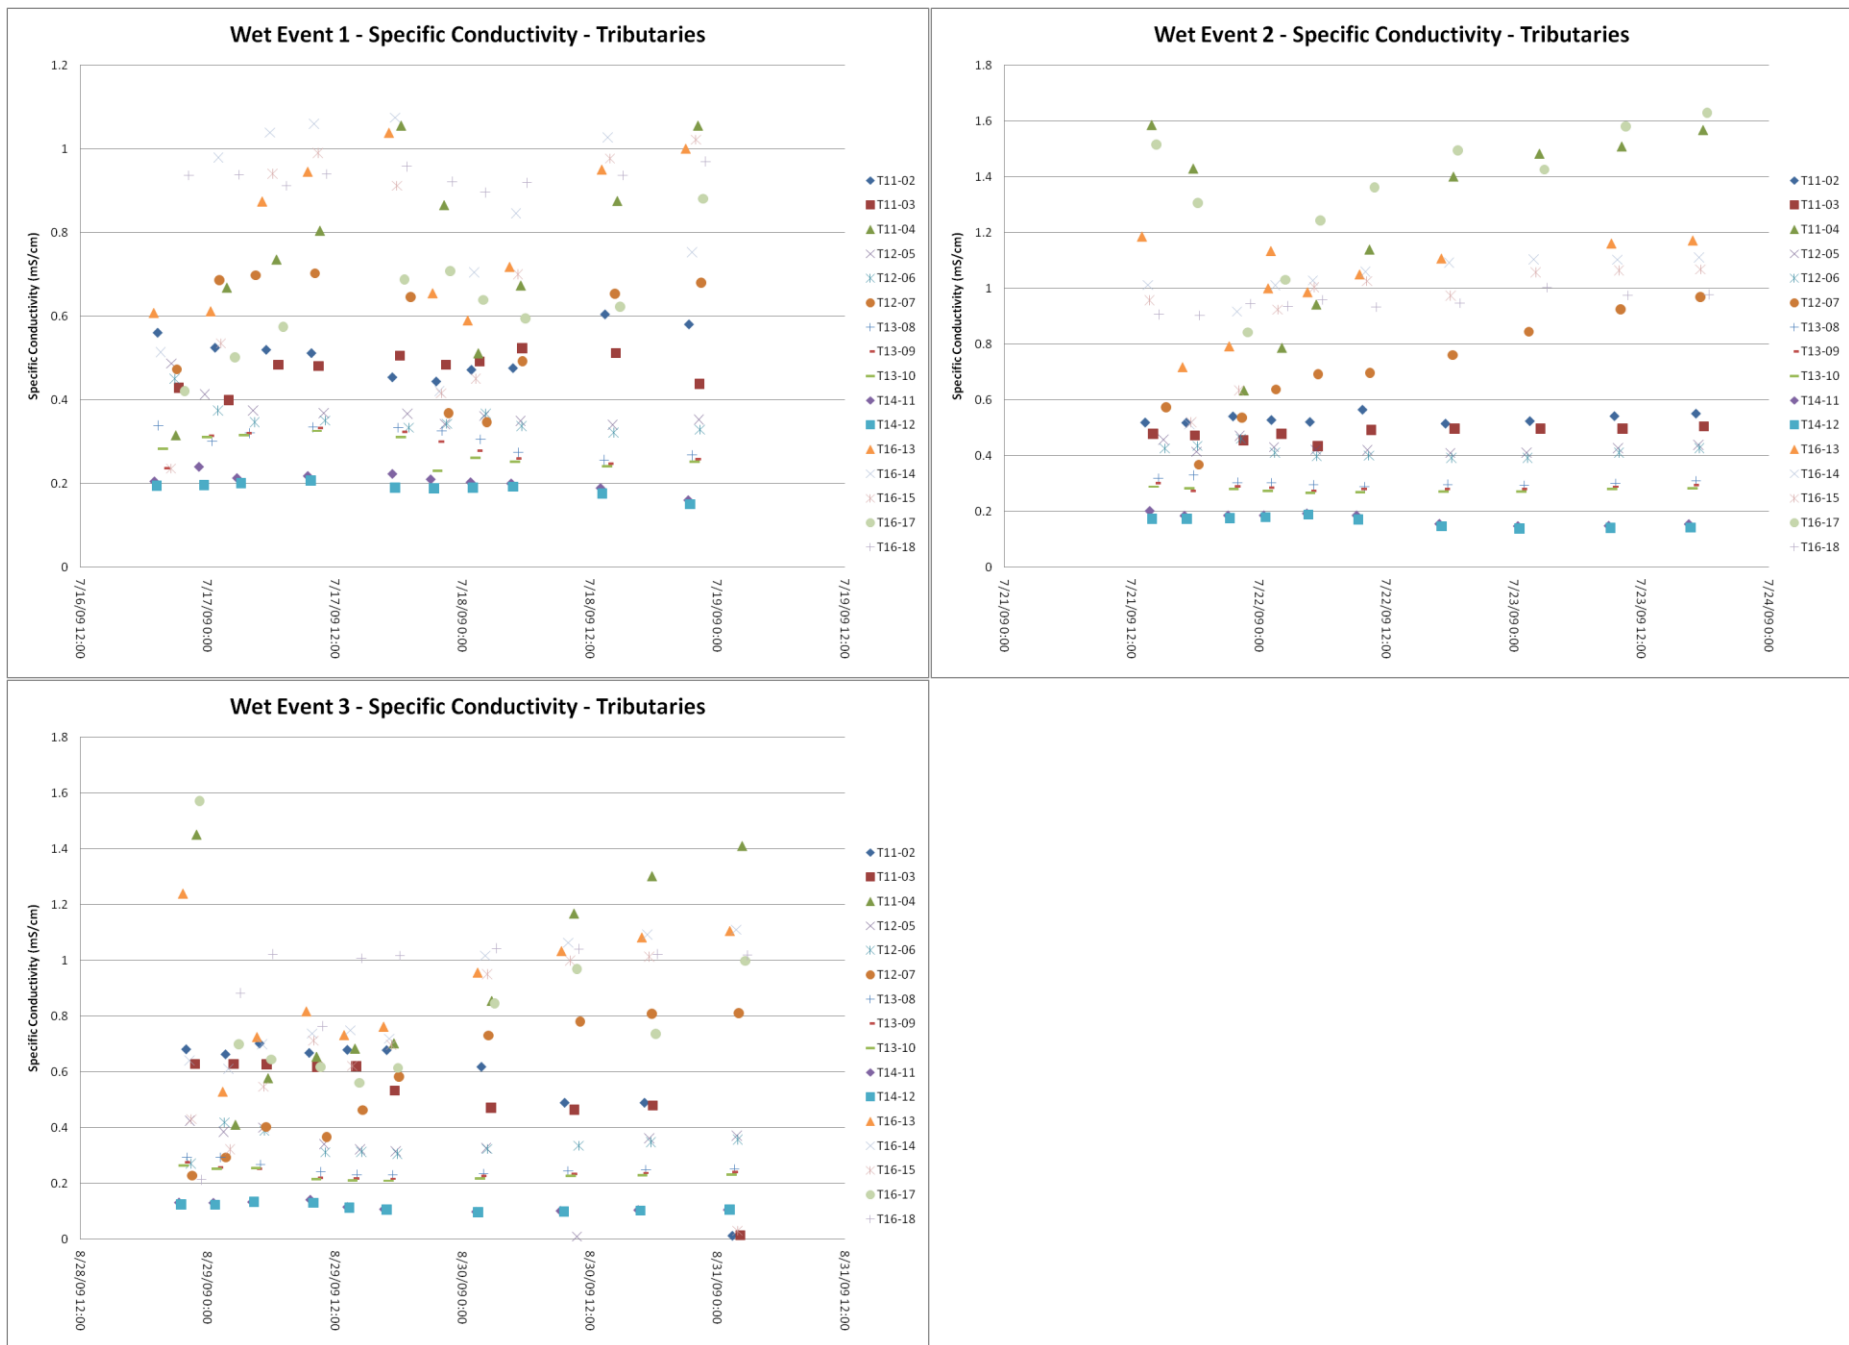 Wet Event 1 - Specific Conductivity - Tributaries
Specific Conductivity (mS/cm)
1.2
1
0.8
0.6
0.4
0.2
0
7/16/09 12:00
7/17/09 0:00
7/17/09 12:00
7/18/09 0:00
7/18/09 12:00
7/19/09 0:00
7/19/09 12:00
T11-02
T11-03
T11-04
T12-05
T12-06
T12-07
T13-08
T13-09
T13-10
T14-11
T14-12
T16-13
T16-14
T16-15
T16-17
T16-18
Wet Event 2 - Specific Conductivity - Tributaries
Specific Conductivity (mS/cm)
1.8
1.6
1.4
1.2
1
0.8
0.6
0.4
0.2
0
7/21/09 0:00
7/21/09 12:00
7/22/09 0:00
7/22/09 12:00
7/23/09 0:00
7/23/09 12:00
7/24/09 0:00
T11-02
T11-03
T11-04
T12-05
T12-06
T12-07
T13-08
T13-09
T13-10
T14-11
T14-12
T16-13
T16-14
T16-15
T16-17
T16-18
Wet Event 3 - Specific Conductivity - Tributaries
Specific Conductivity (mS/cm)
1.8
1.6
1.4
1.2
1
0.8
0.6
0.4
0.2
0
8/28/09 12:00
8/29/09 0:00
8/29/09 12:00
8/30/09 0:00
8/30/09 12:00
8/31/09 0:00
8/31/09 12:00
T11-02
T11-03
T11-04
T12-05
T12-06
T12-07
T13-08
T13-09
T13-10
T14-11
T14-12
T16-13
T16-14
T16-15
T16-17
T16-18